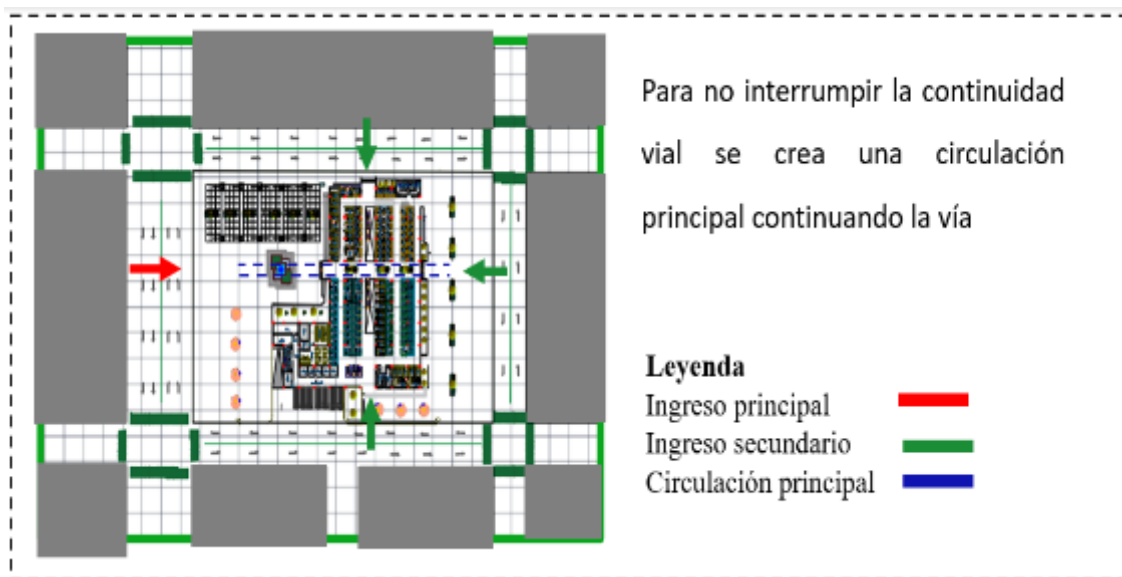 Para no interrumpir la continuidad
vial se crea una circulación
principal continuando la vía
Leyenda
Ingreso principal
Ingreso secundario
Circulación principal